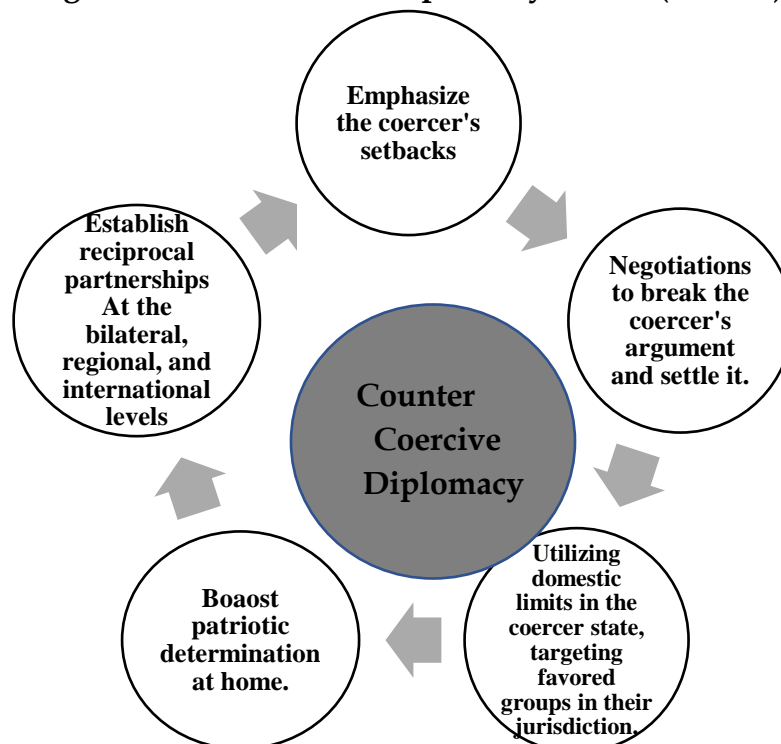 Emphasize
the coercer's
setbacks
Negotiations
to break the
coercer's
argument
and settle it.
Utilizing
domestic
limits in the
coercer state,
targeting
favored
groups in their
jurisdiction.
Boaost
patriotic
determination
at home.
Establish
reciprocal
partnerships
At the
bilateral,
regional, and
international
levels
Counter
Coercive
Diplomacy